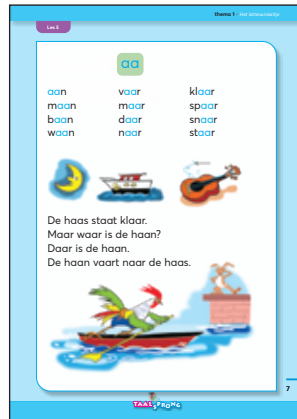 thema 1 - Het letterwinkeltje
Les 5
aa
aan vaar klaar
maan maar spaar
baan daar snaar
waan naar staar
De haas staat klaar.
Maar waar is de haan?
Daar is de haan.
De haan vaart naar de haas.
7
TAALSPRONG